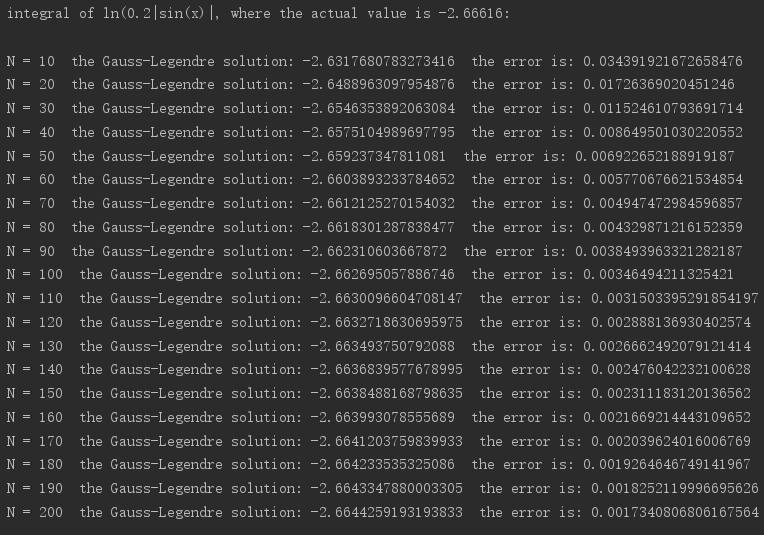 integral of ln(0.2|sin(x)|, where the actual value is -2.66616:
N = 10  the Gauss-Legendre solution: -2.6317680783273416  the error is: 0.034391921672658476
N = 20  the Gauss-Legendre solution: -2.6488963097954876  the error is: 0.01726369020451246
N = 30  the Gauss-Legendre solution: -2.6546353892063084  the error is: 0.011524610793691714
N = 40  the Gauss-Legendre solution: -2.6575104989697795  the error is: 0.008649501030220552
N = 50  the Gauss-Legendre solution: -2.659237347811081  the error is: 0.006922652188919187
N = 60  the Gauss-Legendre solution: -2.6603893233784652  the error is: 0.005770676621534854
N = 70  the Gauss-Legendre solution: -2.6612125270154032  the error is: 0.004947472984596857
N = 80  the Gauss-Legendre solution: -2.6618301287838477  the error is: 0.004329871216152359
N = 90  the Gauss-Legendre solution: -2.662310603667872  the error is: 0.0038493963321282187
N = 100  the Gauss-Legendre solution: -2.662695057886746  the error is: 0.00346494211325421
N = 110  the Gauss-Legendre solution: -2.6630096604708147  the error is: 0.0031503395291854197
N = 120  the Gauss-Legendre solution: -2.6632718630695975  the error is: 0.002888136930402574
N = 130  the Gauss-Legendre solution: -2.663493750792088  the error is: 0.0026662492079121414
N = 140  the Gauss-Legendre solution: -2.6636839577678995  the error is: 0.002476042232100628
N = 150  the Gauss-Legendre solution: -2.6638488168798635  the error is: 0.002311183120136562
N = 160  the Gauss-Legendre solution: -2.663993078555689  the error is: 0.0021669214443109652
N = 170  the Gauss-Legendre solution: -2.6641203759839933  the error is: 0.002039624016006769
N = 180  the Gauss-Legendre solution: -2.664233535325086  the error is: 0.0019264646749141967
N = 190  the Gauss-Legendre solution: -2.6643347880003305  the error is: 0.0018252119996695626
N = 200  the Gauss-Legendre solution: -2.6644259193193833  the error is: 0.0017340806806167564